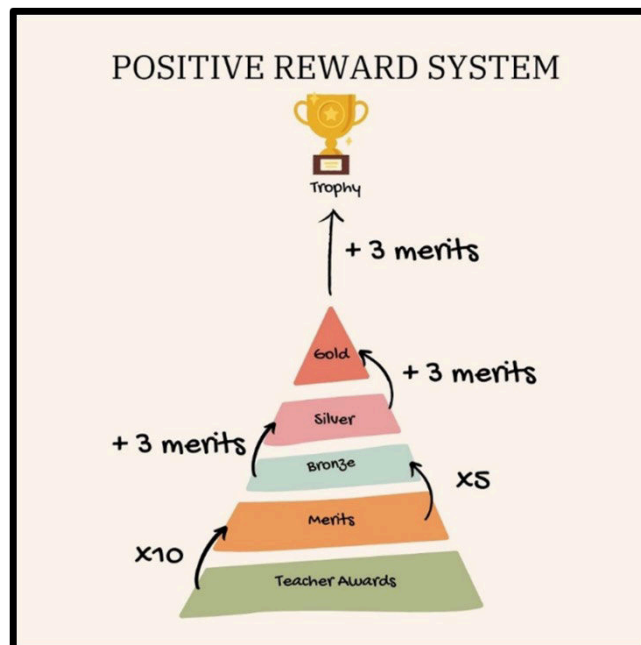 POSITIVE REWARD SYSTEM
Trophy
+ 3 merits
Gold
+ 3 merits
Silver
+ 3 merits
Bronze
x5
Merits
x10
Teacher Awards